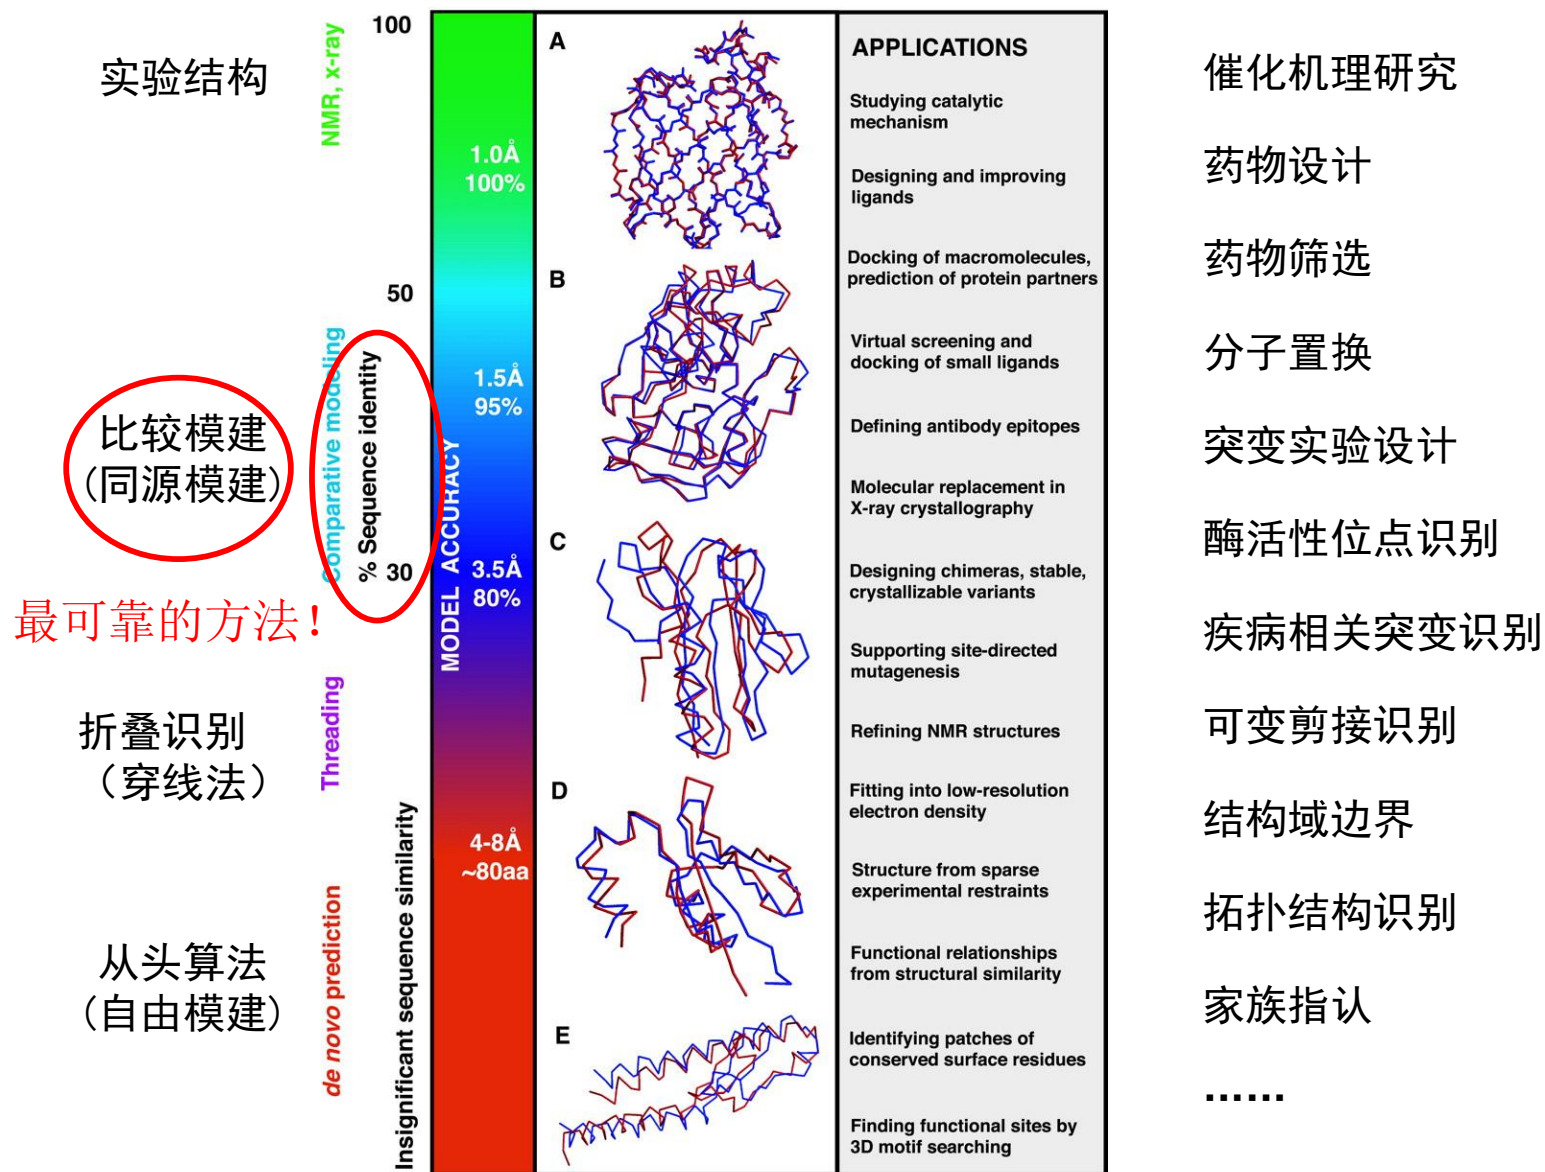 实验结构
比较模建
(同源模建)
最可靠的方法！
折叠识别
（穿线法）
从头算法
(自由模建)
NMR, x-ray
Comparative modeling
Threading
de novo prediction
100
50
% Sequence identity
30
Insignificant sequence similarity
MODEL ACCURACY
1.0Å
100%
1.5Å
95%
3.5Å
80%
4-8Å
~80aa
A
B
C
D
E
APPLICATIONS
Studying catalytic
mechanism
Designing and improving
ligands
Docking of macromolecules,
prediction of protein partners
Virtual screening and
docking of small ligands
Defining antibody epitopes
Molecular replacement in
X-ray crystallography
Designing chimeras, stable,
crystallizable variants
Supporting site-directed
mutagenesis
Refining NMR structures
Fitting into low-resolution
electron density
Structure from sparse
experimental restraints
Functional relationships
from structural similarity
Identifying patches of
conserved surface residues
Finding functional sites by
3D motif searching
催化机理研究
药物设计
药物筛选
分子置换
突变实验设计
酶活性位点识别
疾病相关突变识别
可变剪接识别
结构域边界
拓扑结构识别
家族指认
……